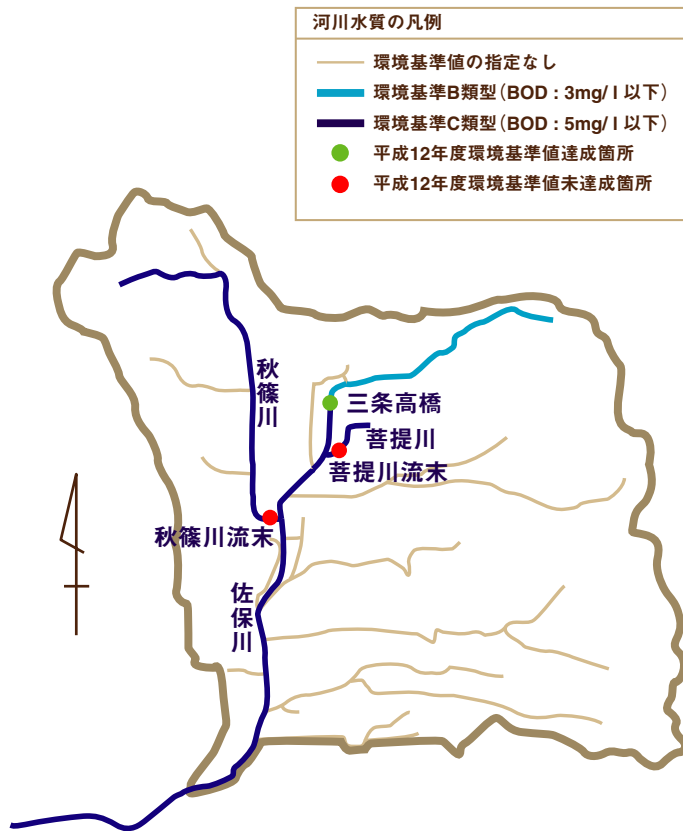 河川水質の凡例
環境基準値の指定なし
環境基準B類型（BOD：3mg/ l 以下）
環境基準C類型（BOD：5mg/ l 以下）
平成12年度環境基準値達成箇所
平成12年度環境基準値未達成箇所
秋篠川
三条高橋
菩提川
菩提川流末
秋篠川流末
佐保川